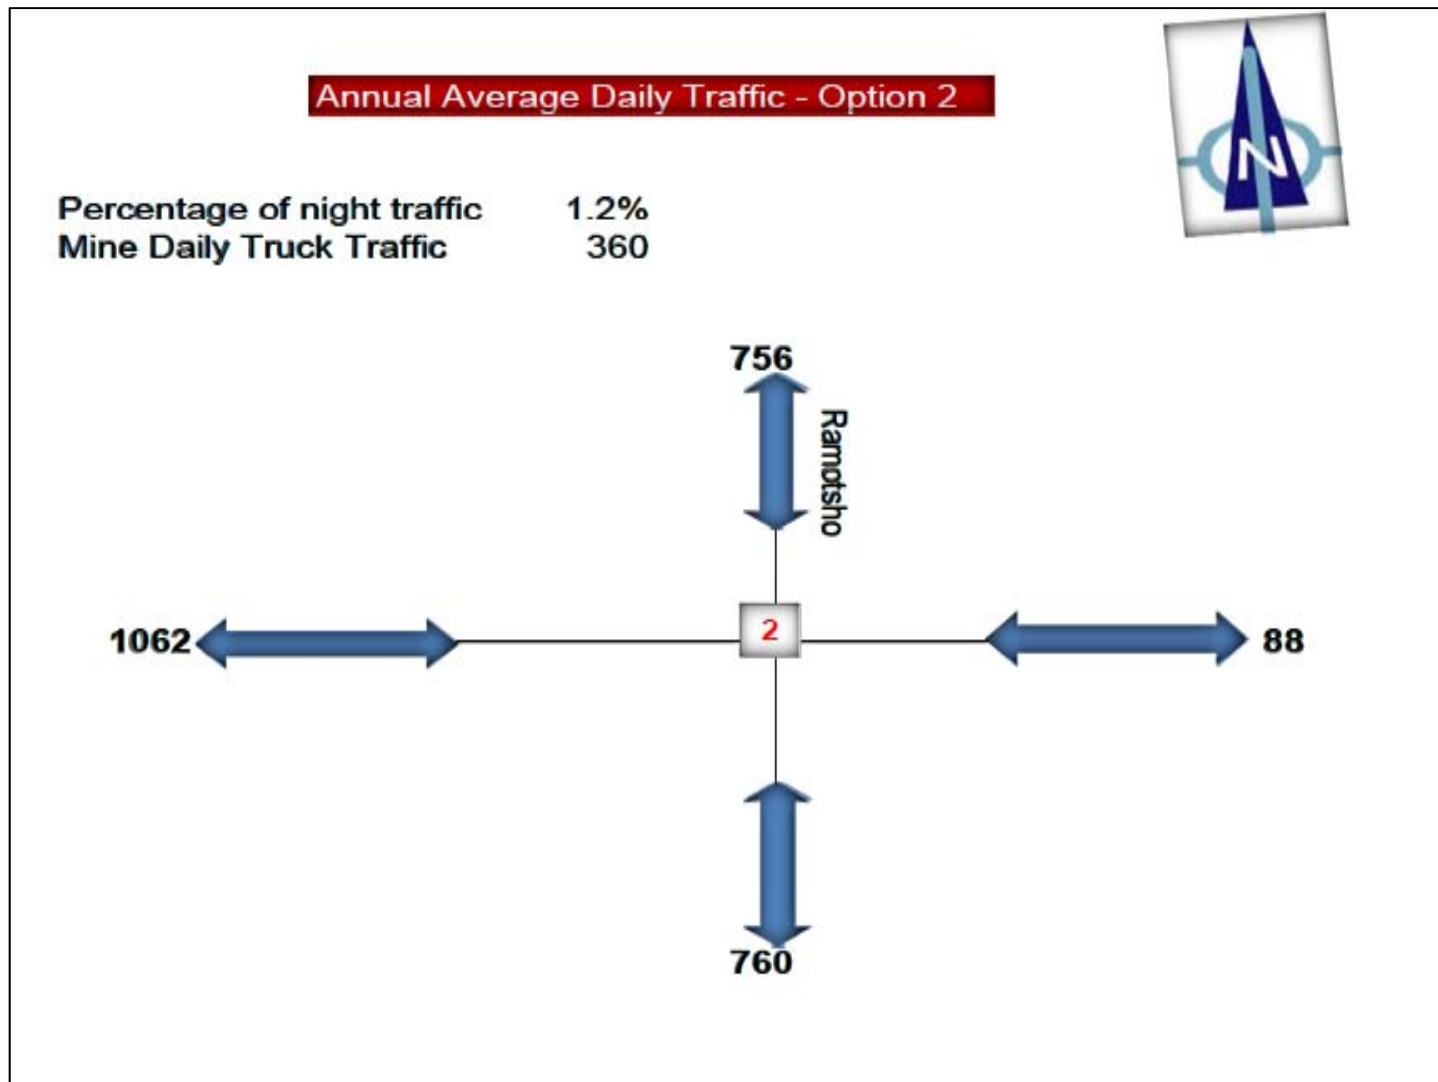 Annual Average Daily Traffic - Option 2
N
Percentage of night traffic 1.2%
Mine Daily Truck Traffic 360
756
Ramotsho
1062
2
88
760